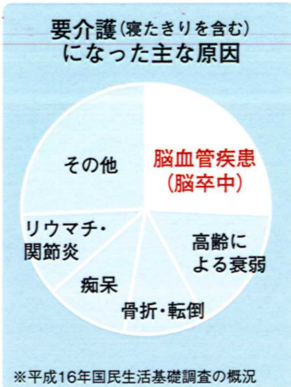 要介護(寝たきりを含む)
になった主な原因
脳血管疾患
(脳卒中)
高齢に
よる衰弱
骨折・転倒
痴呆
リウマチ・
関節炎
その他
※平成16年国民生活基礎調査の概況